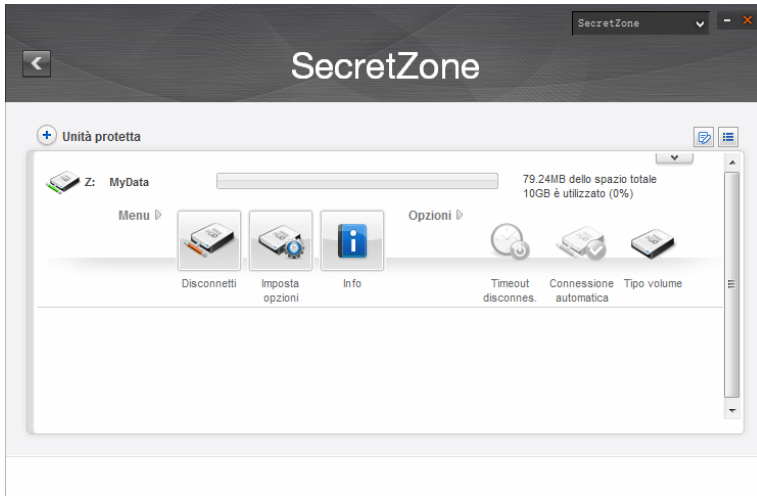 SecretZone
SecretZone
Unità protetta
Z: MyData
79.24MB dello spazio totale
10GB è utilizzato (0%)
Menu
Opzioni
Disconnetti
Imposta
opzioni
Info
Timeout
disconnes.
Connessione
automatica
Tipo volume